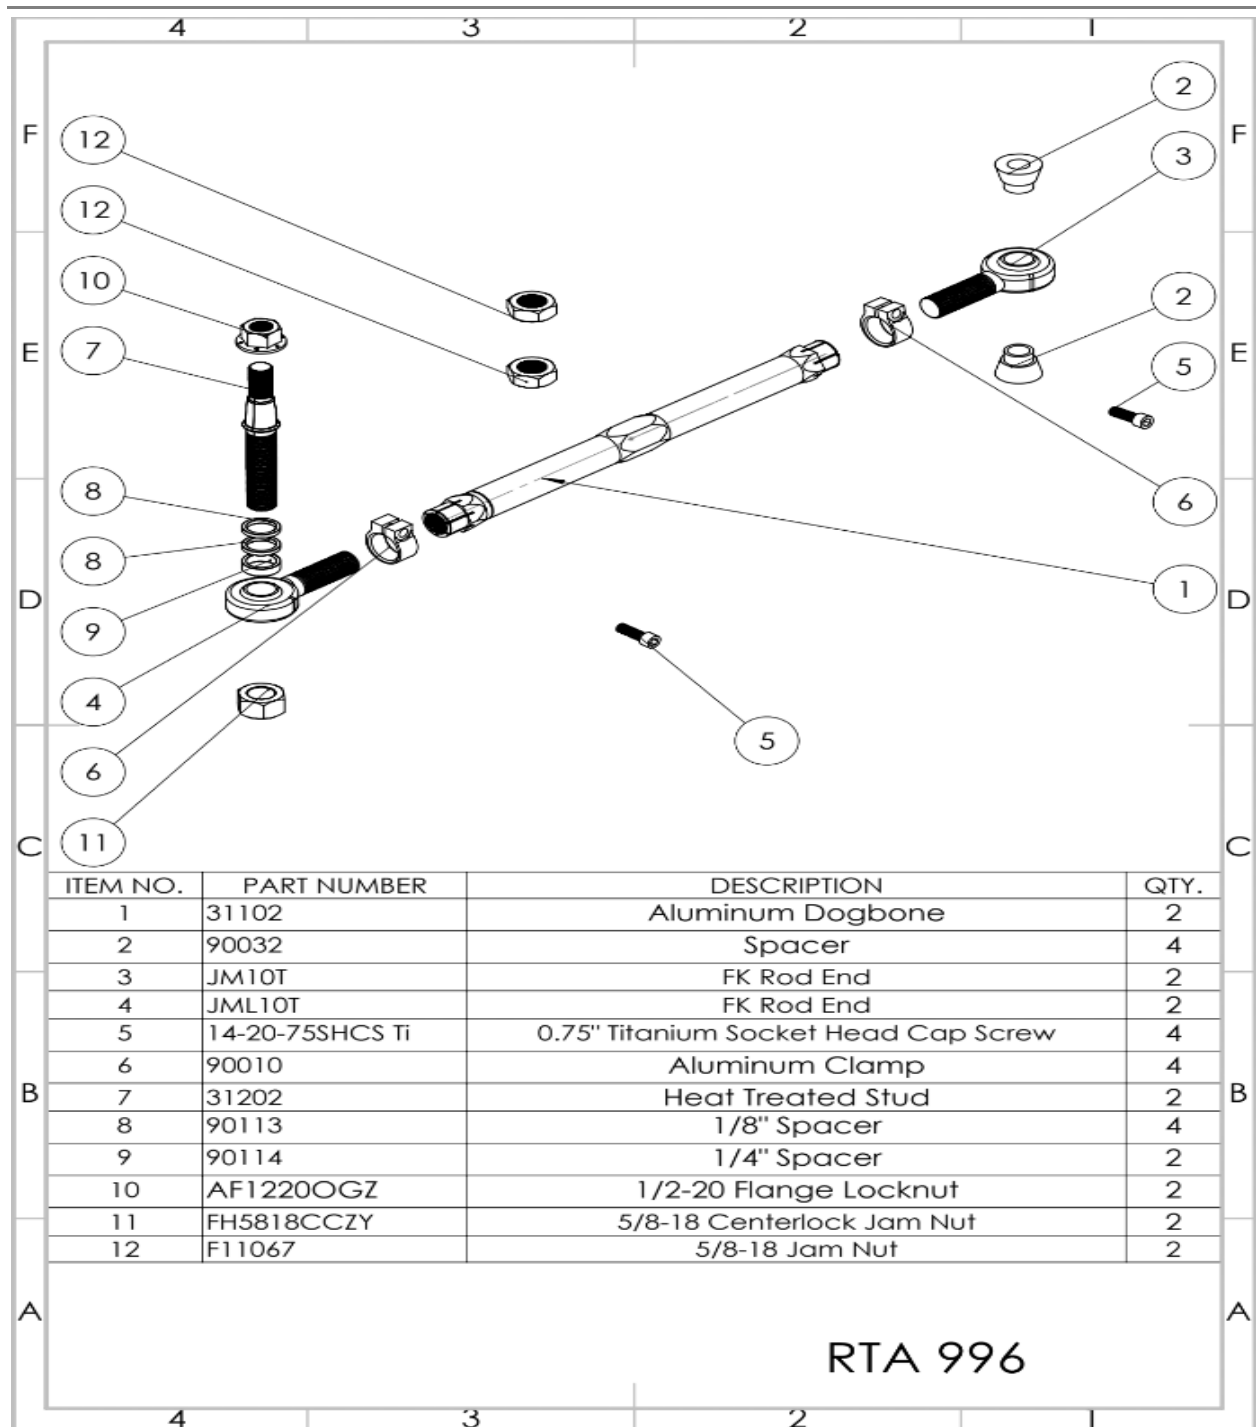 4 3 2 1
2
F 12 3 F
12
10 2
E 7 5 E
8 6
8
D 9 1 D
4
6 5
C 11 C
ITEM NO. PART NUMBER DESCRIPTION QTY.
1 31102 Aluminum Dogbone 2
2 90032 Spacer 4
3 JM10T FK Rod End 2
4 JML10T FK Rod End 2
5 14-20-75SHCS Ti 0.75" Titanium Socket Head Cap Screw 4
6 90010 Aluminum Clamp 4
B 7 31202 Heat Treated Stud 2 B
8 90113 1/8" Spacer 4
9 90114 1/4" Spacer 2
10 AF1220OGZ 1/2-20 Flange Locknut 2
11 FH5818CCZY 5/8-18 Centerlock Jam Nut 2
12 F11067 5/8-18 Jam Nut 2
A A
RTA 996
4 3 2 1